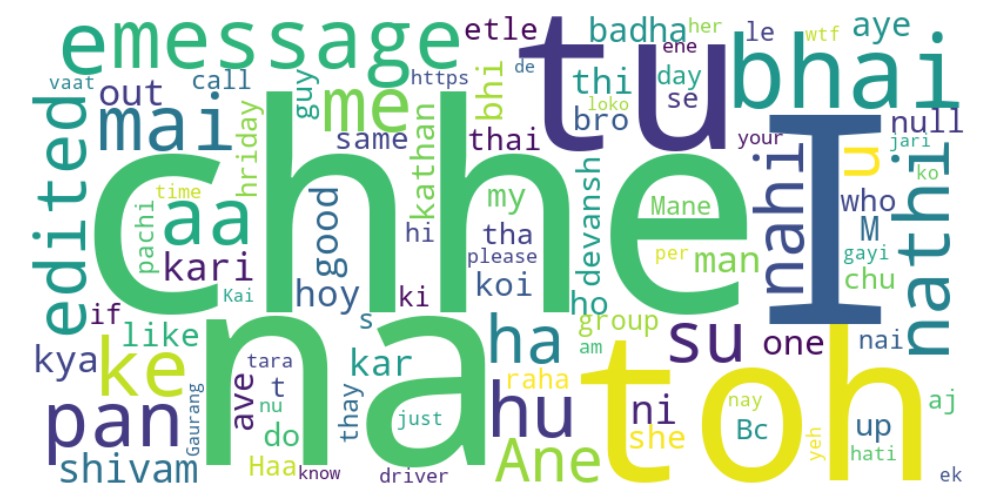 emessage
etle
badha
her
le
wtf
aye
tu
ene
bhai
vaat
out
call
guy
https
bhi
de
thi
day
se
loko
bro
edited
mai
me
same
thai
your
null
jari
ko
hriday
kathan
chhe
I
nahi
u
nathi
time
aa
pachi
kari
Kai
good
hoy
hi
my
tha
please
koi
ki
devansh
Mane
per
man
who
M
gayi
chu
ho
if
like
s
ha
group
am
su
one
nai
kya
ke
na
tara
t
kar
raha
toh
pan
Gaurang
ave
nu
do
thay
just
hu
ni
she
nay
Bc
yeh
up
hati
aj
shivam
Haa
know
driver
Ane
ek